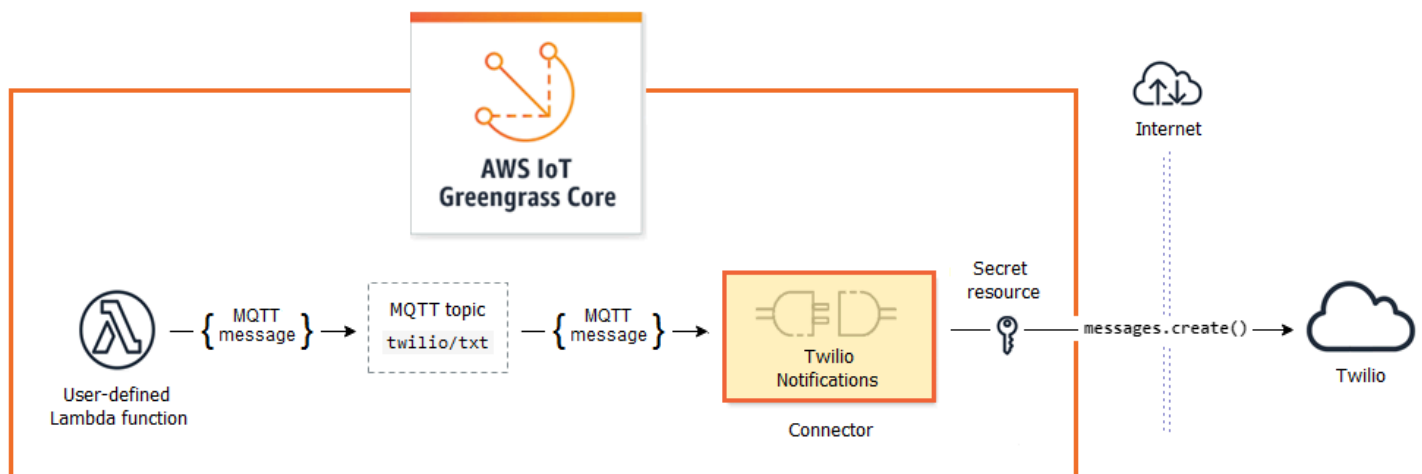 AWS IoT
Greengrass Core
Internet
User-defined
Lambda function
{ MQTT
message }
MQTT topic
twilio/txt
{ MQTT
message }
Twilio
Notifications
Connector
Secret
resource
messages.create()
Twilio